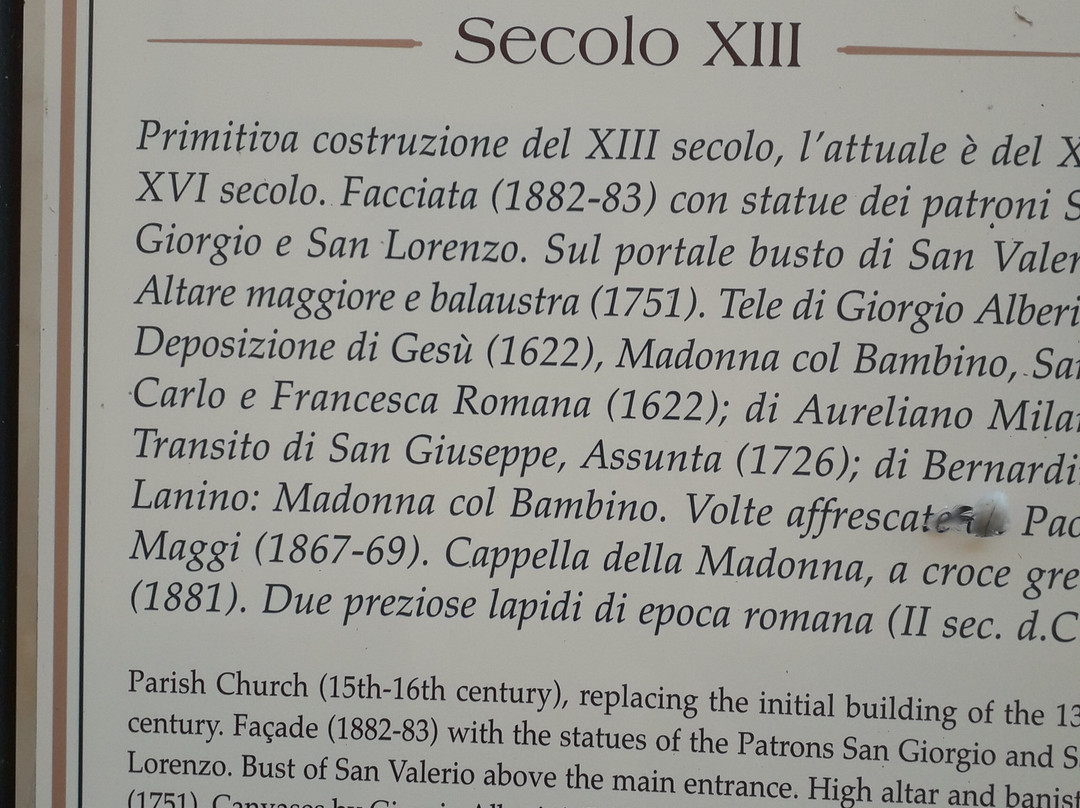 Secolo XIII
Primitiva costruzione del XIII secolo, l'attuale è del
XVI secolo. Facciata (1882-83) con statue dei patroni
Giorgio e San Lorenzo. Sul portale busto di San
Altare maggiore e balaustra (1751). Tele di Giorgio
Deposizione di Gesù (1622), Madonna col Bambino,
Carlo e Francesca Romana (1622); di Aureliano
Transito di San Giuseppe, Assunta (1726); di
Lanino: Madonna col Bambino. Volte affrescate
Maggi (1867-69). Cappella della Madonna, a croce
(1881). Due preziose lapidi di epoca romana (II sec. d.C
Parish Church (15th-16th century), replacing the initial building of the
century. Façade (1882-83) with the statues of the Patrons San Giorgio and
Lorenzo. Bust of San Valerio above the main entrance. High altar and
(1751). Canvases by Giorgio